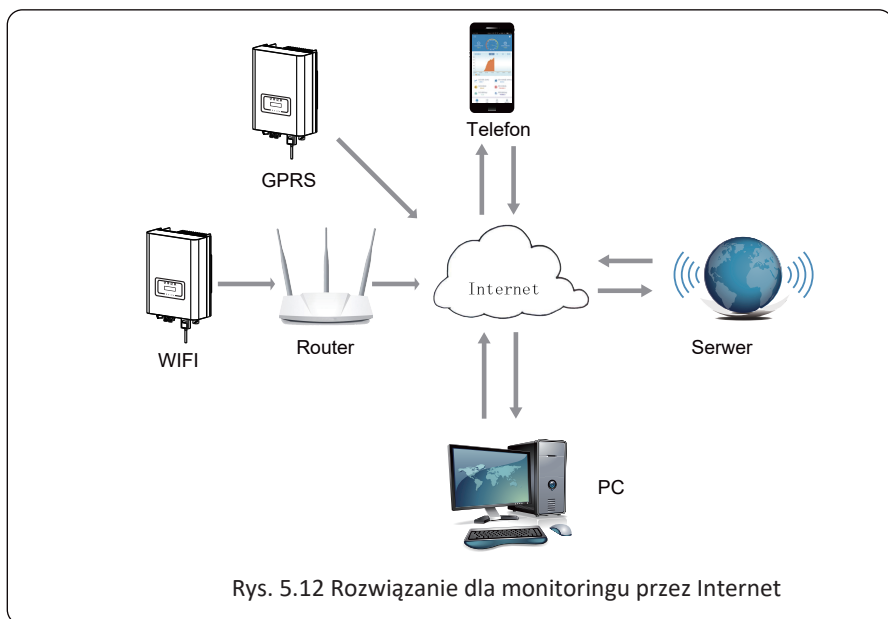 Telefon
GPRS
Internet
WIFI
Router
Serwer
PC
Rys. 5.12 Rozwiązanie dla monitoringu przez Internet